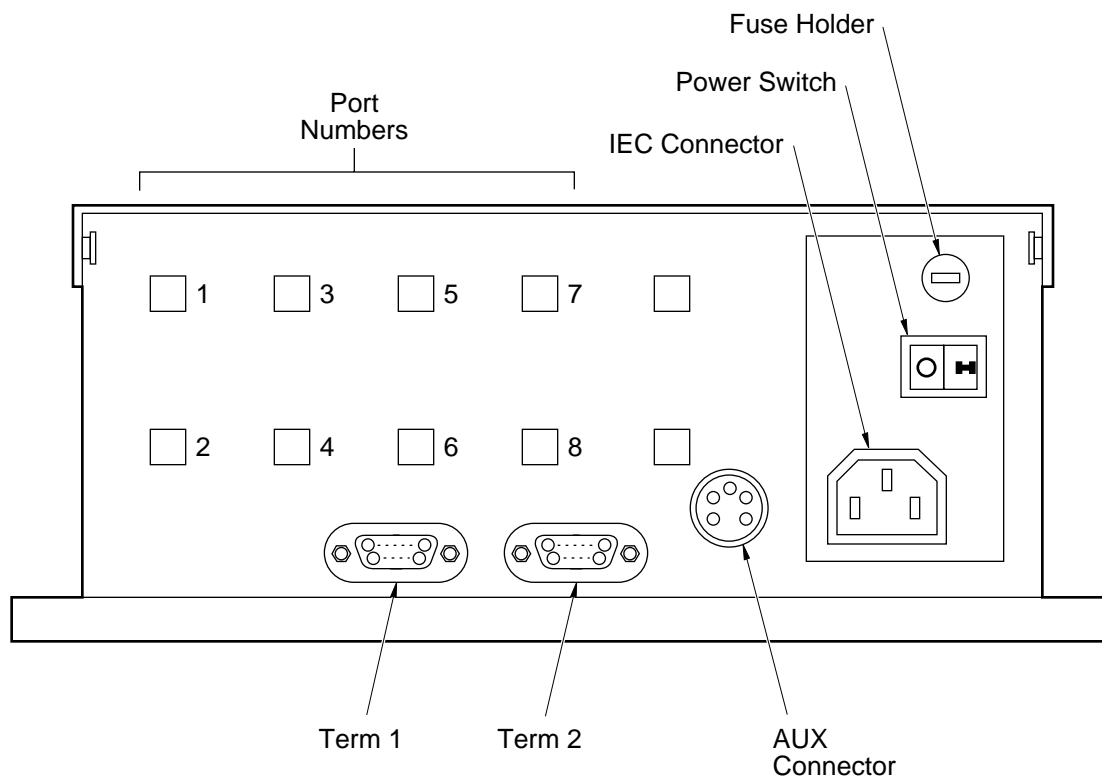 Fuse Holder
Power Switch
IEC Connector
Port
Numbers
1 3 5 7
2 4 6 8
Term 1
Term 2
AUX
Connector